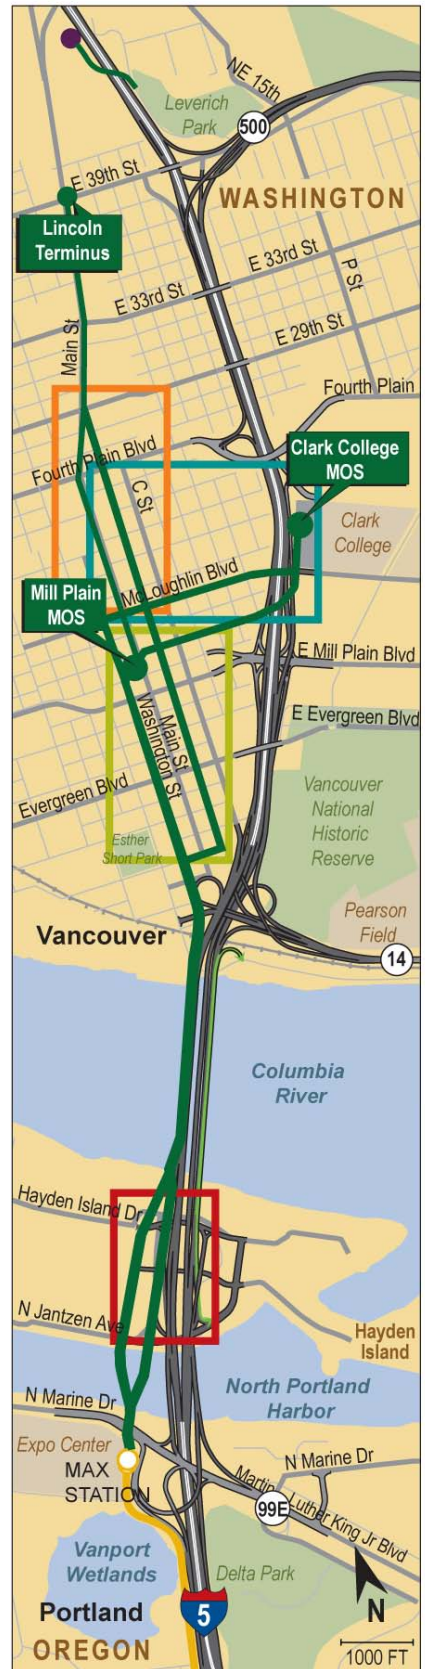 NE 15th
Leverich
Park
500
E 39th St
WASHINGTON
Lincoln
Terminus
E 33rd St
E 33rd St
P St
Main St
E 29th St
Fourth Plain
Fourth Plain Blvd
Clark College
MOS
C St
Clark
College
McLoughlin Blvd
Mill Plain
MOS
E Mill Plain Blvd
Main St
Washington St
E Evergreen Blvd
Evergreen Blvd
Vancouver
National
Historic
Reserve
Esther
Short Park
Pearson
Field
Vancouver
14
Columbia
River
Hayden Island Dr
N Jantzen Ave
Hayden
Island
North Portland
Harbor
N Marine Dr
Expo Center
MAX
STATION
N Marine Dr
Martin Luther King Jr Blvd
99E
Vanport
Wetlands
Delta Park
Portland
OREGON
5
N
1000 FT